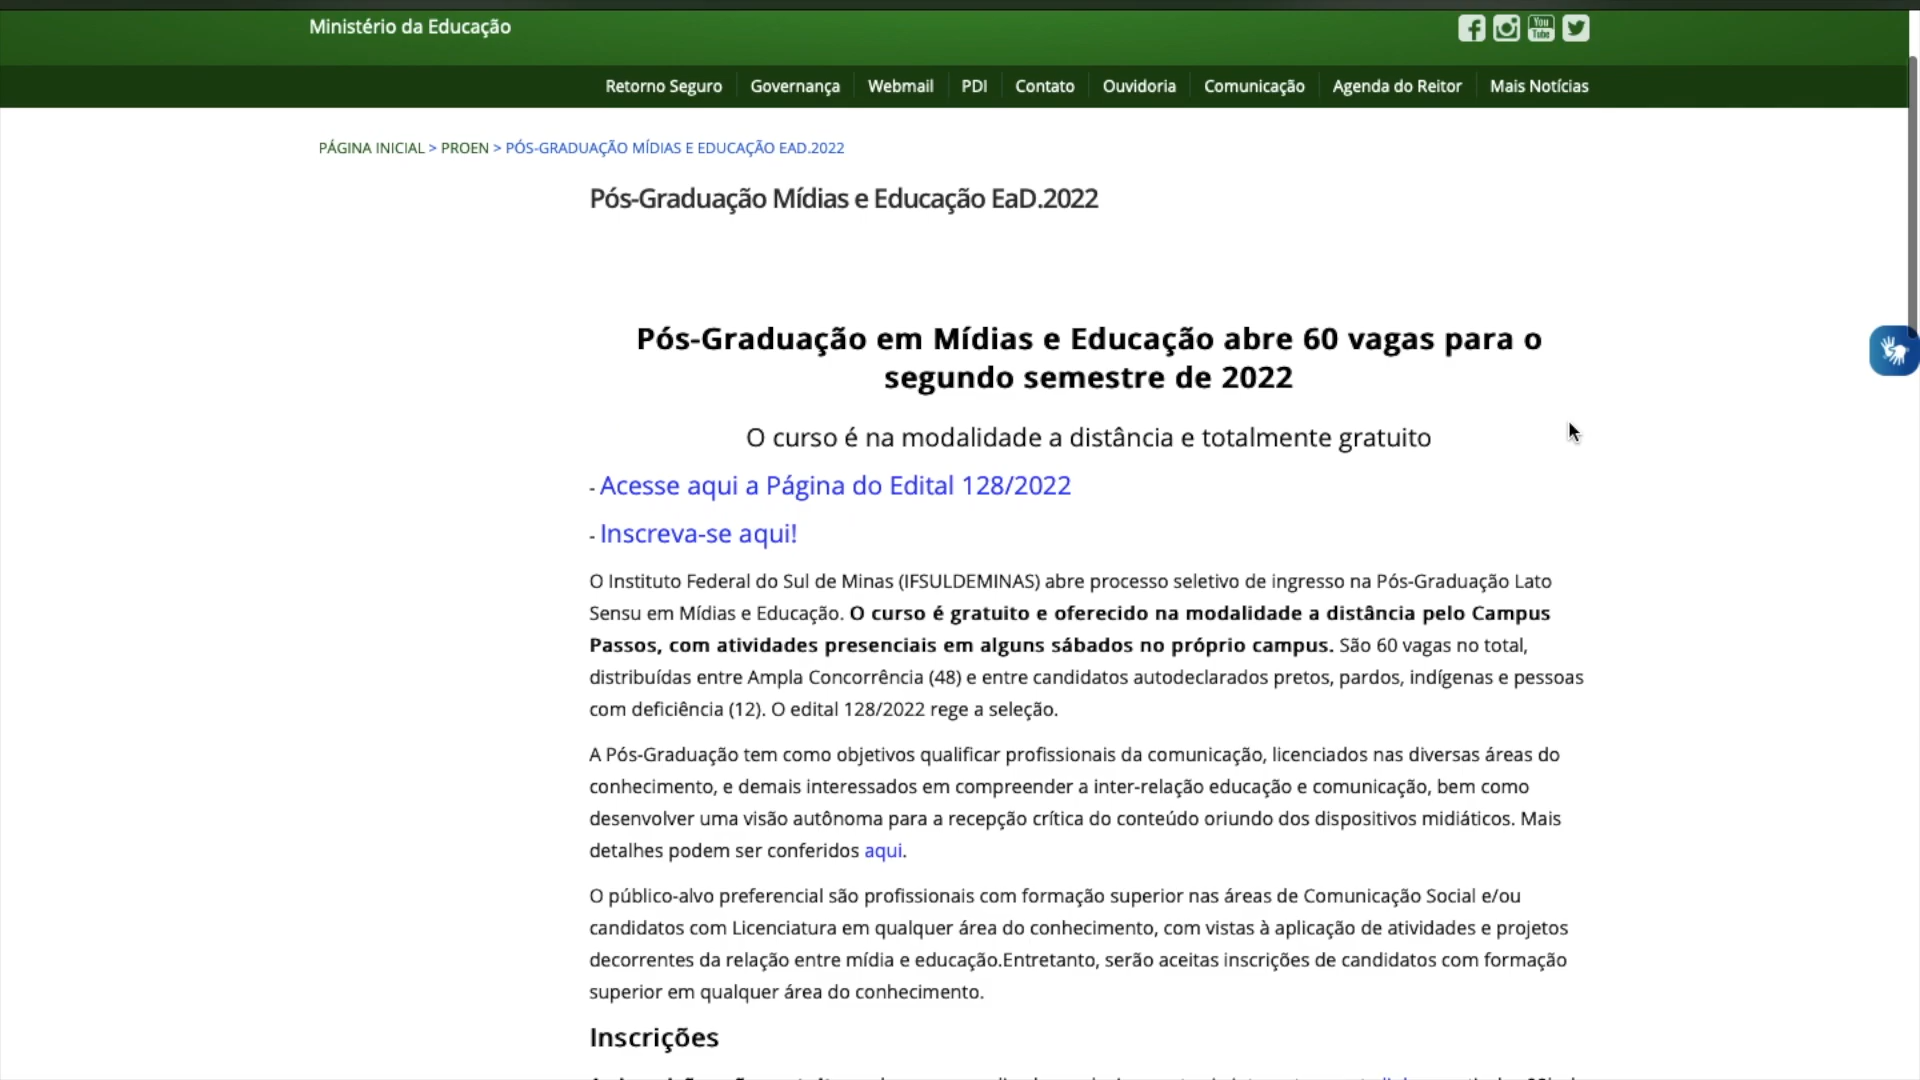 Ministério da Educação
You
Tube
Retorno Seguro
Governança
Webmail
PDI
Contato
Ouvidoria
Comunicação
Agenda do Reitor
Mais Notícias
PÁGINA INICIAL > PROEN > PÓS-GRADUAÇÃO MÍDIAS E EDUCAÇÃO EAD.2022
Pós-Graduação Mídias e Educação EaD.2022
Pós-Graduação em Mídias e Educação abre 60 vagas para o
segundo semestre de 2022
O curso é na modalidade a distância e totalmente gratuito
- Acesse aqui a Página do Edital 128/2022
- Inscreva-se aqui!
O Instituto Federal do Sul de Minas (IFSULDEMINAS) abre processo seletivo de ingresso na Pós-Graduação Lato
Sensu em Mídias e Educação. O curso é gratuito e oferecido na modalidade a distância pelo Campus
Passos, com atividades presenciais em alguns sábados no próprio campus. São 60 vagas no total,
distribuídas entre Ampla Concorrência (48) e entre candidatos autodeclarados pretos, pardos, indígenas e pessoas
com deficiência (12). O edital 128/2022 rege a seleção.
A Pós-Graduação tem como objetivos qualificar profissionais da comunicação, licenciados nas diversas áreas do
conhecimento, e demais interessados em compreender a inter-relação educação e comunicação, bem como
desenvolver uma visão autônoma para a recepção crítica do conteúdo oriundo dos dispositivos midiáticos. Mais
detalhes podem ser conferidos aqui.
O público-alvo preferencial são profissionais com formação superior nas áreas de Comunicação Social e/ou
candidatos com Licenciatura em qualquer área do conhecimento, com vistas à aplicação de atividades e projetos
decorrentes da relação entre mídia e educação.Entretanto, serão aceitas inscrições de candidatos com formação
superior em qualquer área do conhecimento.
Inscrições